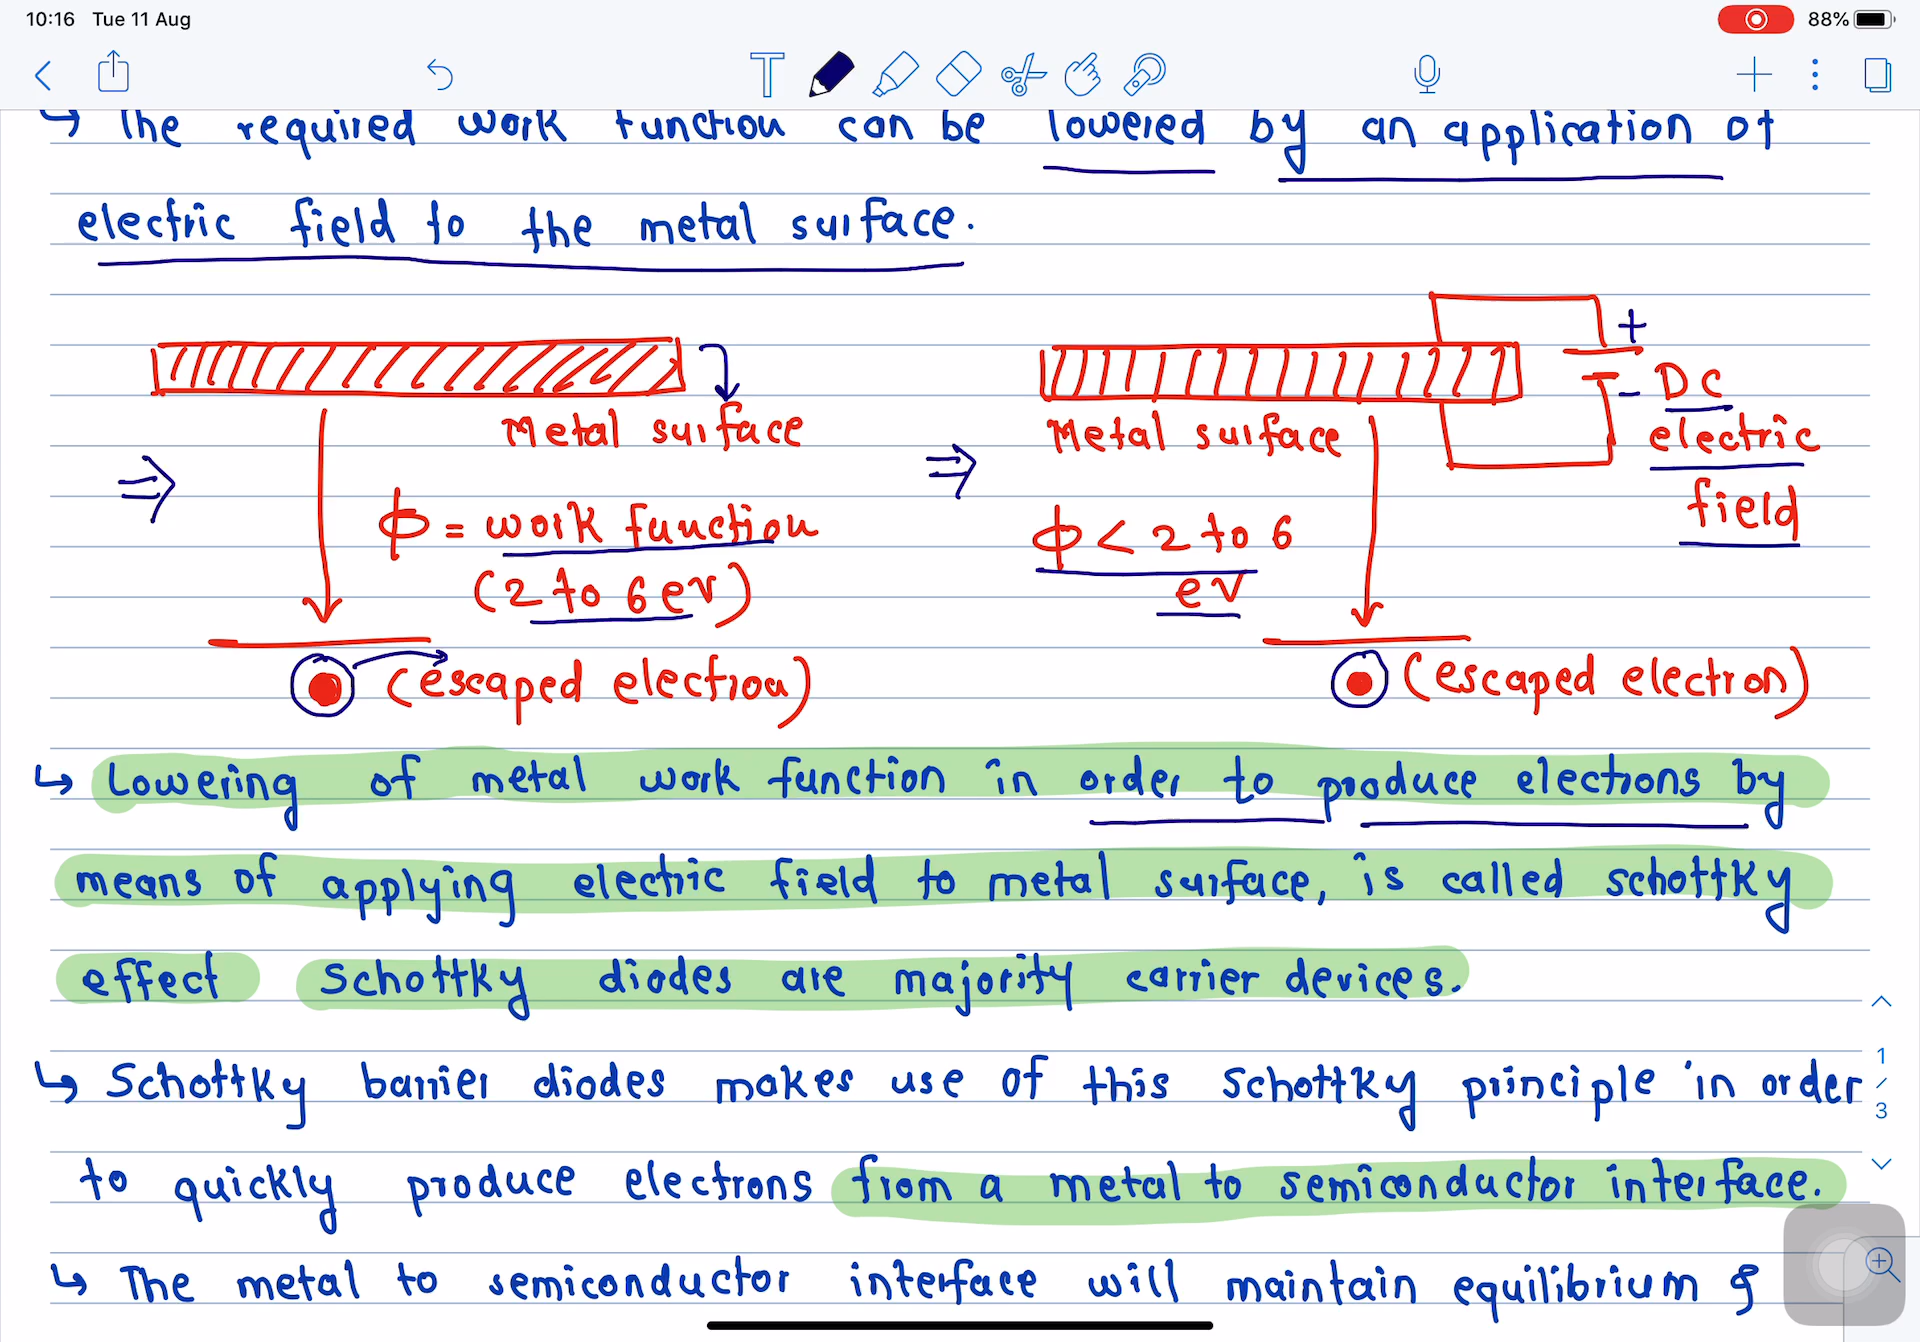 10:16 Tue 11 Aug
88%
T
↳ The required work function can be lowered by an application of
electric field to the metal surface.
Metal surface
ϕ = work function
(2 to 6 eV)
(escaped electron)
+
- DC
electric
field
Metal surface
ϕ < 2 to 6
eV
(escaped electron)
↳ Lowering of metal work function in order to produce electrons by
means of applying electric field to metal surface, is called schottky
effect Schottky diodes are majority carrier devices.
↳ Schottky barrier diodes makes use of this schottky principle in order
to quickly produce electrons from a metal to semiconductor interface.
↳ The metal to semiconductor interface will maintain equilibrium &
1
/
3